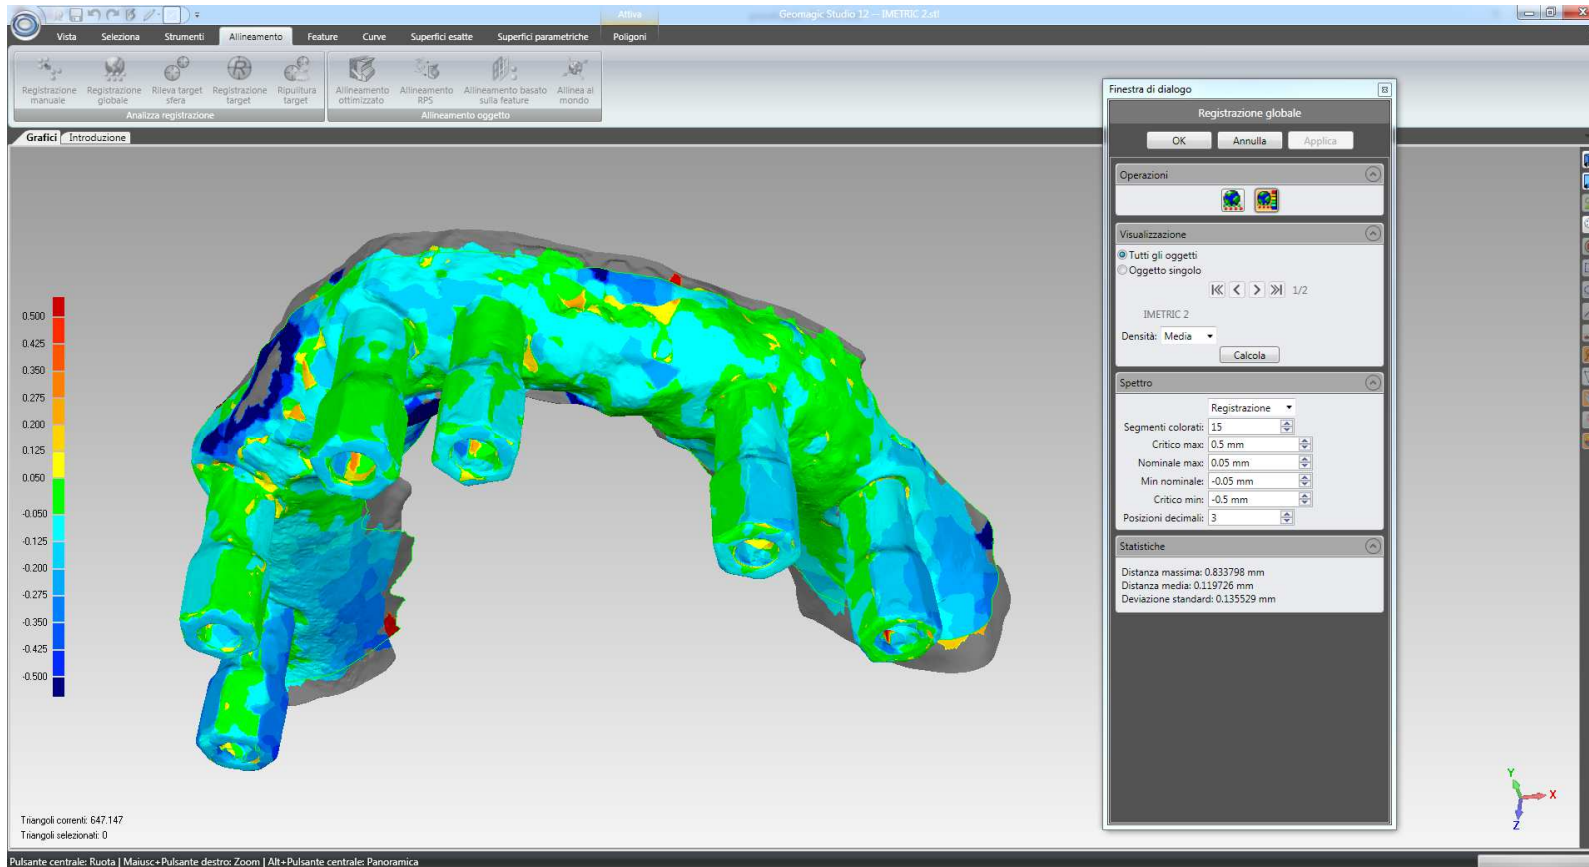 Attiva
Geomagic Studio 12 -- IMETRIC 2.stl
Vista Seleziona Strumenti Allineamento Feature Curve Superfici esatte Superfici parametriche Poligoni
Registrazione manuale
Registrazione globale
Rileva target sfera
Registrazione target
Ripulitura target
Allineamento ottimizzato
Allineamento RPS
Allineamento basato sulla feature
Allinea al mondo
Analizza registrazione
Allineamento oggetto
Grafici Introduzione
0.500
0.425
0.350
0.275
0.200
0.125
0.050
-0.050
-0.125
-0.200
-0.275
-0.350
-0.425
-0.500
Finestra di dialogo
Registrazione globale
OK Annulla Applica
Operazioni
Visualizzazione
Tutti gli oggetti
Oggetto singolo
1/2
IMETRIC 2
Densità: Media
Calcola
Spettro
Registrazione
Segmenti colorati: 15
Critico max: 0.5 mm
Nominale max: 0.05 mm
Min nominale: -0.05 mm
Critico min: -0.5 mm
Posizioni decimali: 3
Statistiche
Distanza massima: 0.833798 mm
Distanza media: 0.119726 mm
Deviazione standard: 0.135529 mm
Y
X
Z
Triangoli correnti: 647.147
Triangoli selezionati: 0
Pulsante centrale: Ruota | Maiusc+Pulsante destro: Zoom | Alt+Pulsante centrale: Panoramica